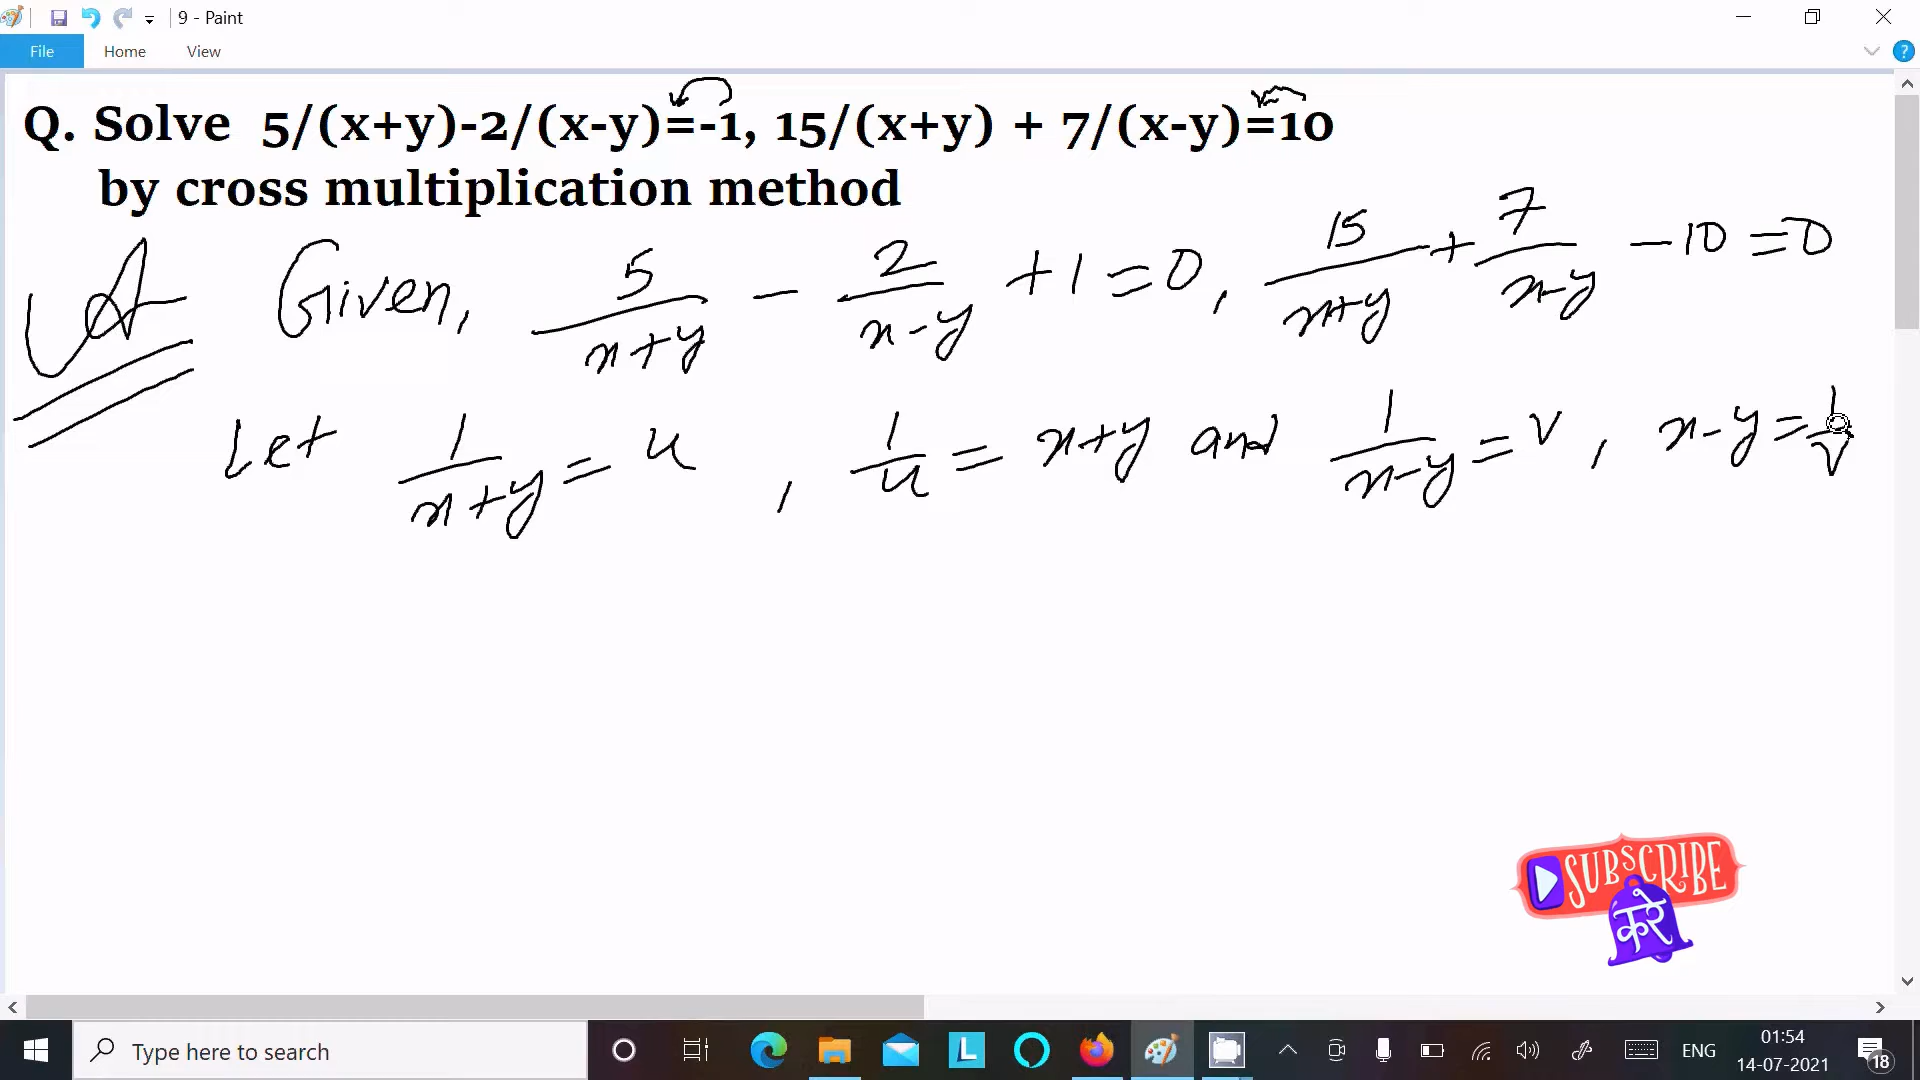 9 - Paint
File Home View
Q. Solve 5/(x+y)-2/(x-y)=-1, 15/(x+y) + 7/(x-y)=10
by cross multiplication method
A Given, 5/(x+y) - 2/(x-y) +1=0, 15/(x+y) + 7/(x-y) -10=0
Let 1/(x+y) = u , 1/u = x+y and 1/(x-y) = v , x-y = 1/v
SUBSCRIBE
करे
Type here to search
L
ENG
01:54
14-07-2021
18